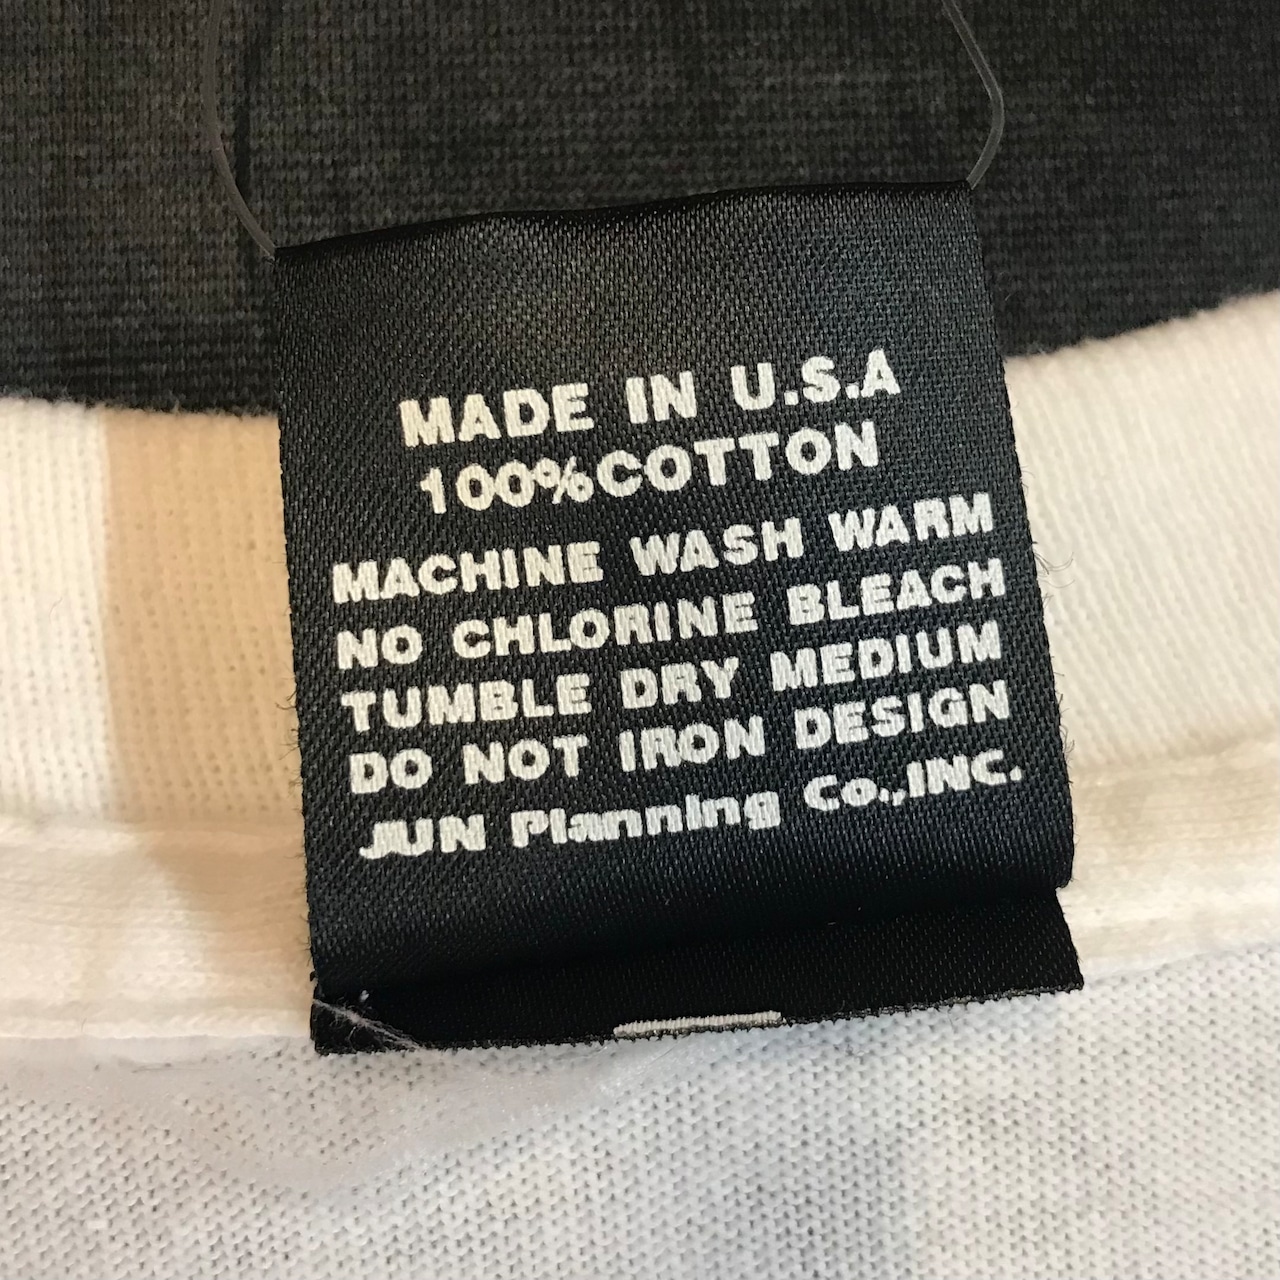 MADE IN U.S.A
100%COTTON
MACHINE WASH WARM
NO CHLORINE BLEACH
TUMBLE DRY MEDIUM
DO NOT IRON DESIGN
JUN Planning Co.,INC.